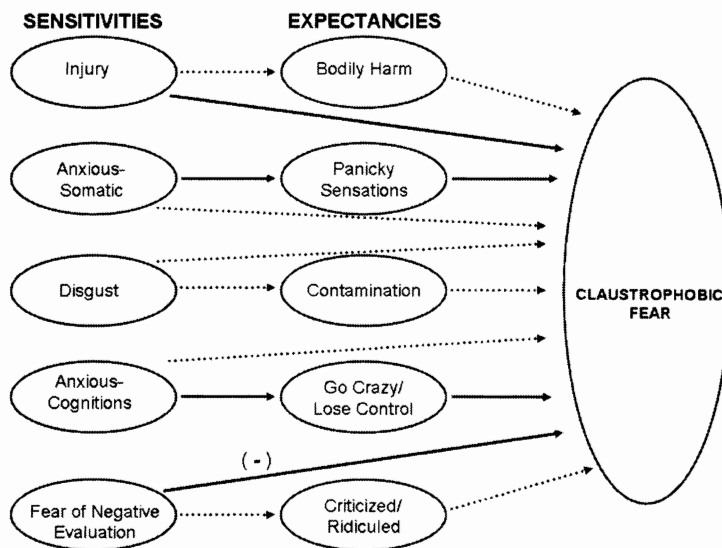 SENSITIVITIES EXPECTANCIES
Injury
Bodily Harm
Anxious-
Somatic
Panicky
Sensations
Disgust
Contamination
CLAUSTROPHOBIC
FEAR
Anxious-
Cognitions
Go Crazy/
Lose Control
( - )
Fear of Negative
Evaluation
Criticized/
Ridiculed